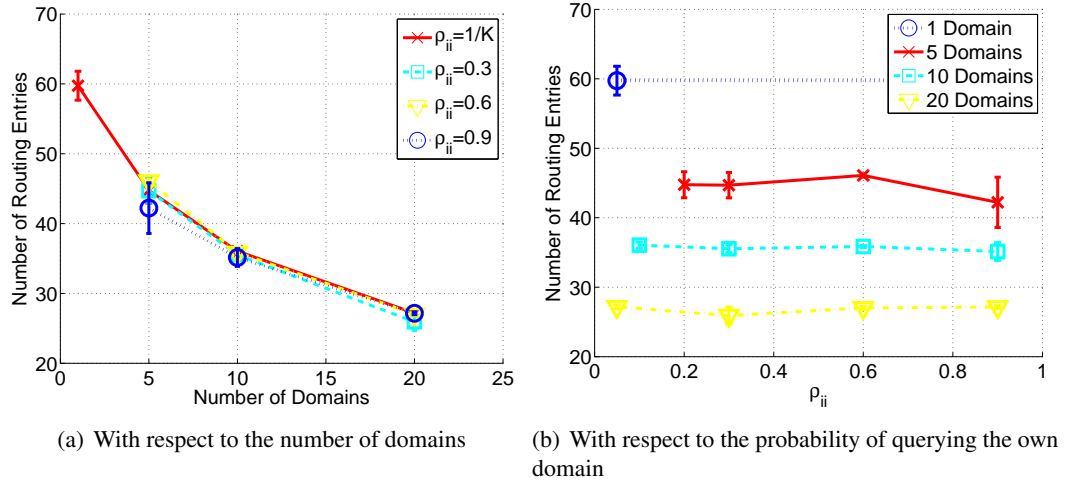 70
60
50
40
30
20
0
5
10
15
20
25
Number of Routing Entries
Number of Domains
ρii=1/K
ρii=0.3
ρii=0.6
ρii=0.9
(a) With respect to the number of domains
70
60
50
40
30
20
0
0.2
0.4
0.6
0.8
1
Number of Routing Entries
ρii
1 Domain
5 Domains
10 Domains
20 Domains
(b) With respect to the probability of querying the own
domain